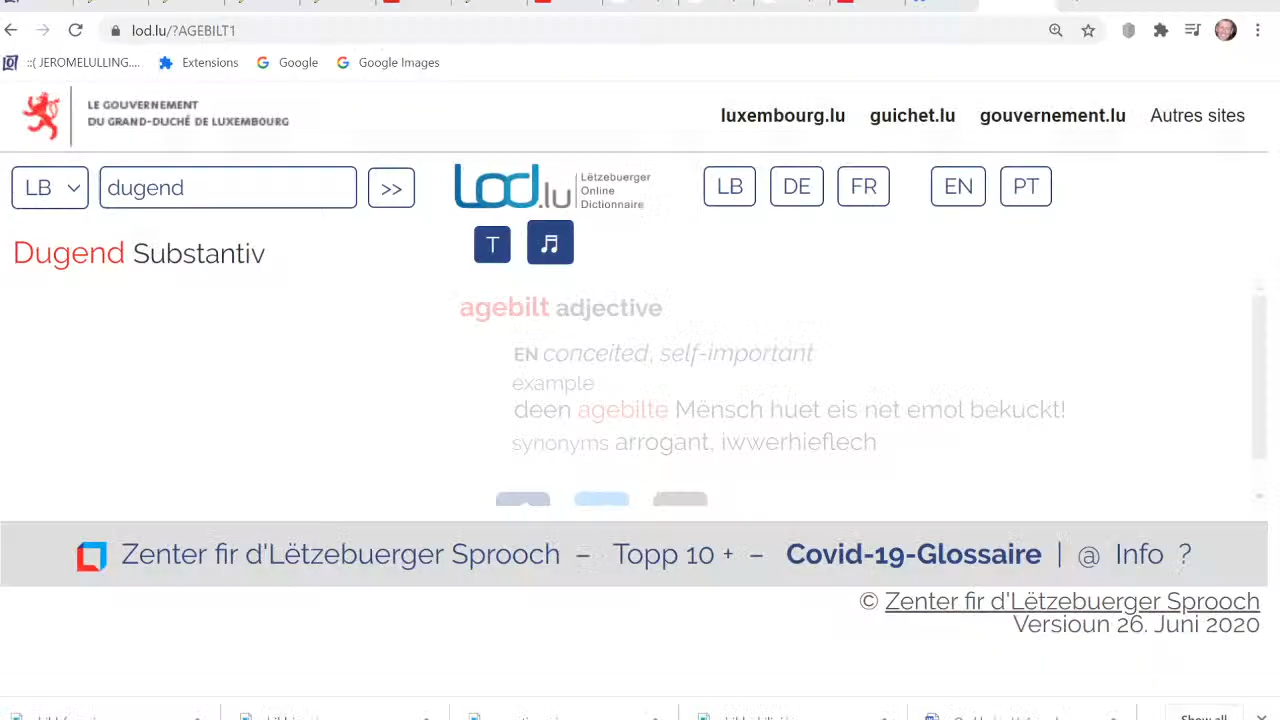 lod.lu/?AGEBILT1
::( JEROMELULLING.... Extensions Google Google Images
LE GOUVERNEMENT
DU GRAND-DUCHÉ DE LUXEMBOURG
luxembourg.lu guichet.lu gouvernement.lu Autres sites
LB dugend >>
Lod.lu
Lëtzebuerger
Online
Dictionnaire
LB DE FR EN PT
T
Dugend Substantiv
agebilt adjective
EN conceited, self-important
example
deen agebilte Mënsch huet eis net emol bekuckt!
synonyms arrogant, iwwerhieflech
Zenter fir d'Lëtzebuerger Sprooch – Topp 10 + – Covid-19-Glossaire | @ Info ?
© Zenter fir d'Lëtzebuerger Sprooch
Versioun 26. Juni 2020
Show all